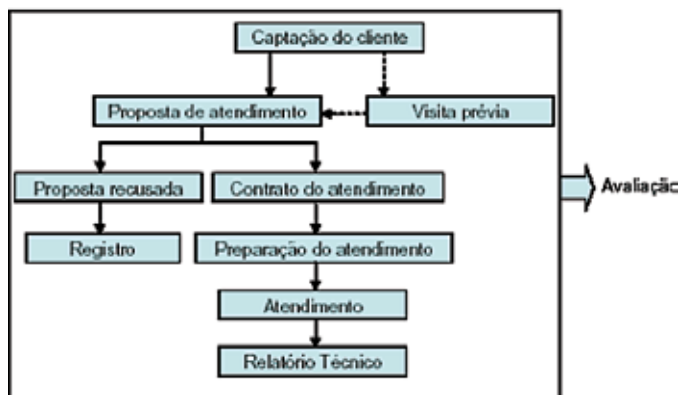 Captação do cliente
Proposta de atendimento
Visita prévia
Proposta recusada
Contrato do atendimento
Avaliação
Registro
Preparação do atendimento
Atendimento
Relatório Técnico